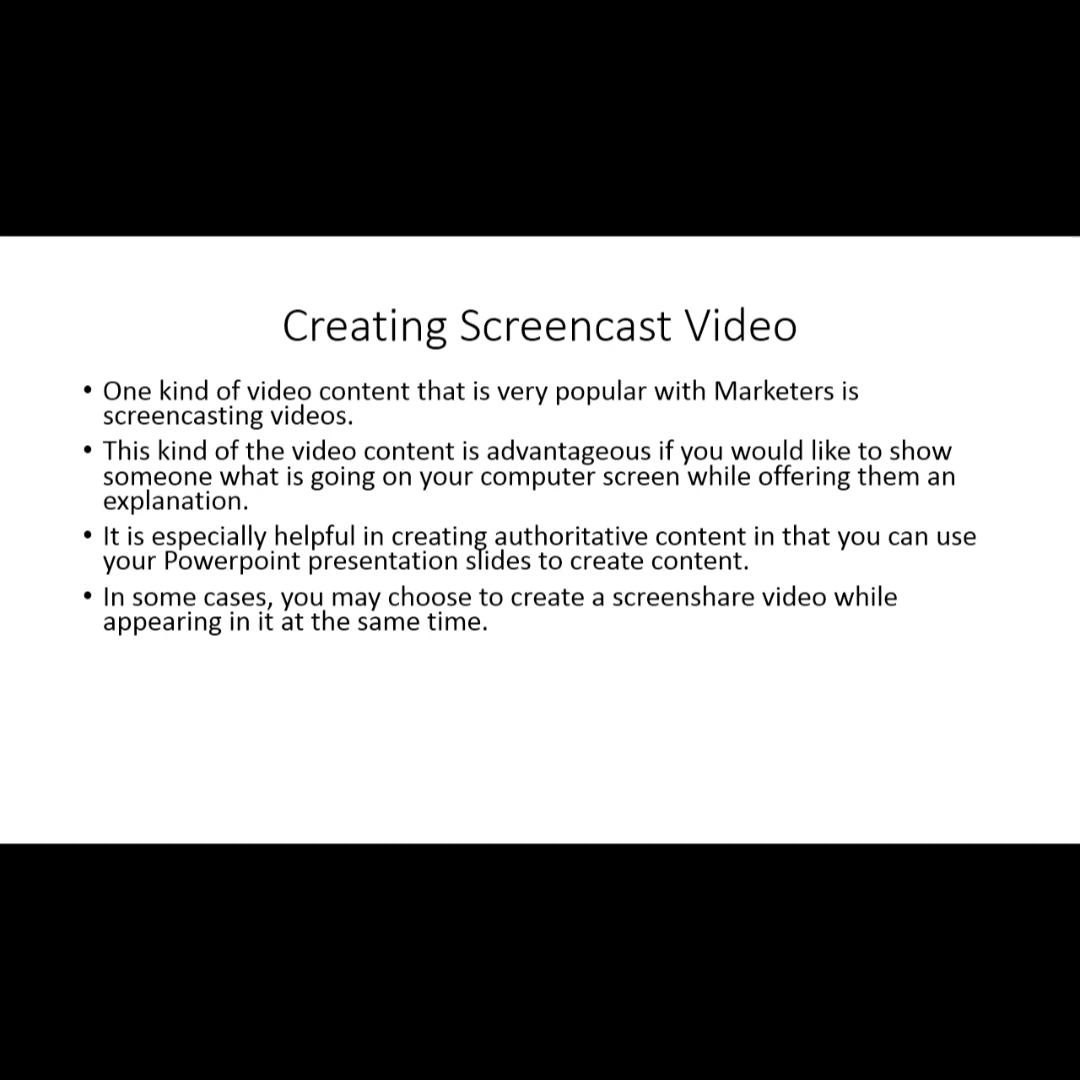 Creating Screencast Video
• One kind of video content that is very popular with Marketers is
screencasting videos.
• This kind of the video content is advantageous if you would like to show
someone what is going on your computer screen while offering them an
explanation.
• It is especially helpful in creating authoritative content in that you can use
your Powerpoint presentation slides to create content.
• In some cases, you may choose to create a screenshare video while
appearing in it at the same time.